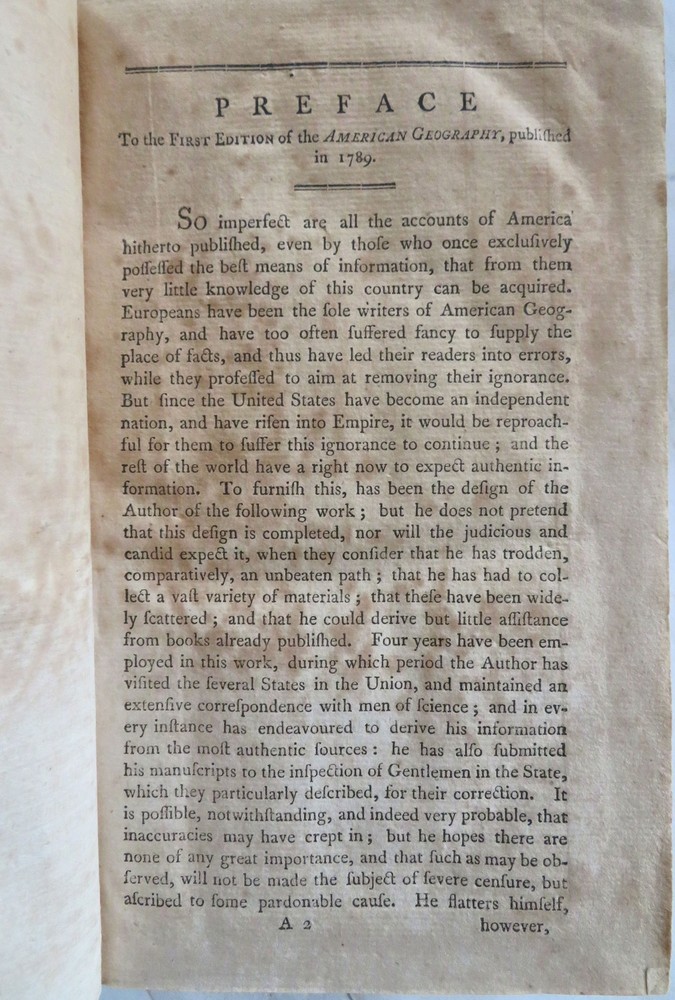 PREFACE
To the FIRST EDITION of the AMERICAN GEOGRAPHY, publiſhed
in 1789.
SO imperfect are all the accounts of America
hitherto publiſhed, even by thoſe who once excluſively
poſſeſſed the beſt means of information, that from them
very little knowledge of this country can be acquired.
Europeans have been the ſole writers of American Geog-
raphy, and have too often ſuffered fancy to ſupply the
place of facts, and thus have led their readers into errors,
while they profeſſed to aim at removing their ignorance.
But ſince the United States have become an independent
nation, and have riſen into Empire, it would be reproach-
ful for them to ſuffer this ignorance to continue ; and the
reſt of the world have a right now to expect authentic in-
formation. To furniſh this, has been the deſign of the
Author of the following work ; but he does not pretend
that this deſign is completed, nor will the judicious and
candid expect it, when they conſider that he has trodden,
comparatively, an unbeaten path ; that he has had to col-
lect a vaſt variety of materials ; that theſe have been wide-
ly ſcattered ; and that he could derive but little aſſiſtance
from books already publiſhed. Four years have been em-
ployed in this work, during which period the Author has
viſited the ſeveral States in the Union, and maintained an
extenſive correſpondence with men of ſcience ; and in ev-
ery inſtance has endeavoured to derive his information
from the moſt authentic ſources : he has alſo ſubmitted
his manuſcripts to the inſpection of Gentlemen in the State,
which they particularly deſcribed, for their correction. It
is poſſible, notwithſtanding, and indeed very probable, that
inaccuracies may have crept in ; but he hopes there are
none of any great importance, and that ſuch as may be ob-
ſerved, will not be made the ſubject of ſevere cenſure, but
aſcribed to ſome pardonable cauſe. He flatters himſelf,
A 2 however,